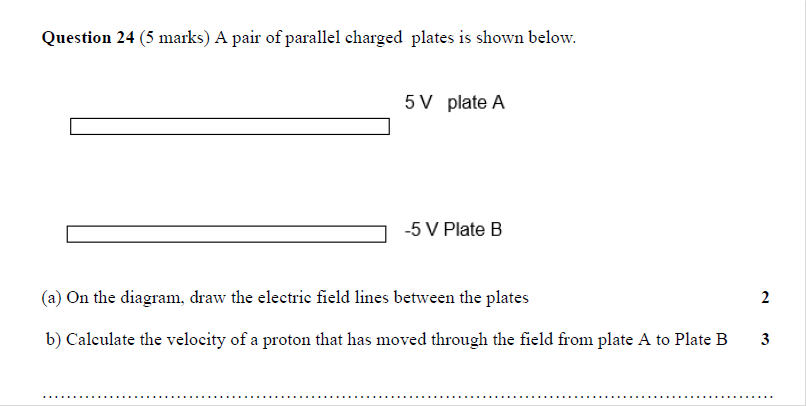 Question 24 (5 marks) A pair of parallel charged plates is shown below.
5 V plate A
-5 V Plate B
(a) On the diagram, draw the electric field lines between the plates 2
b) Calculate the velocity of a proton that has moved through the field from plate A to Plate B 3